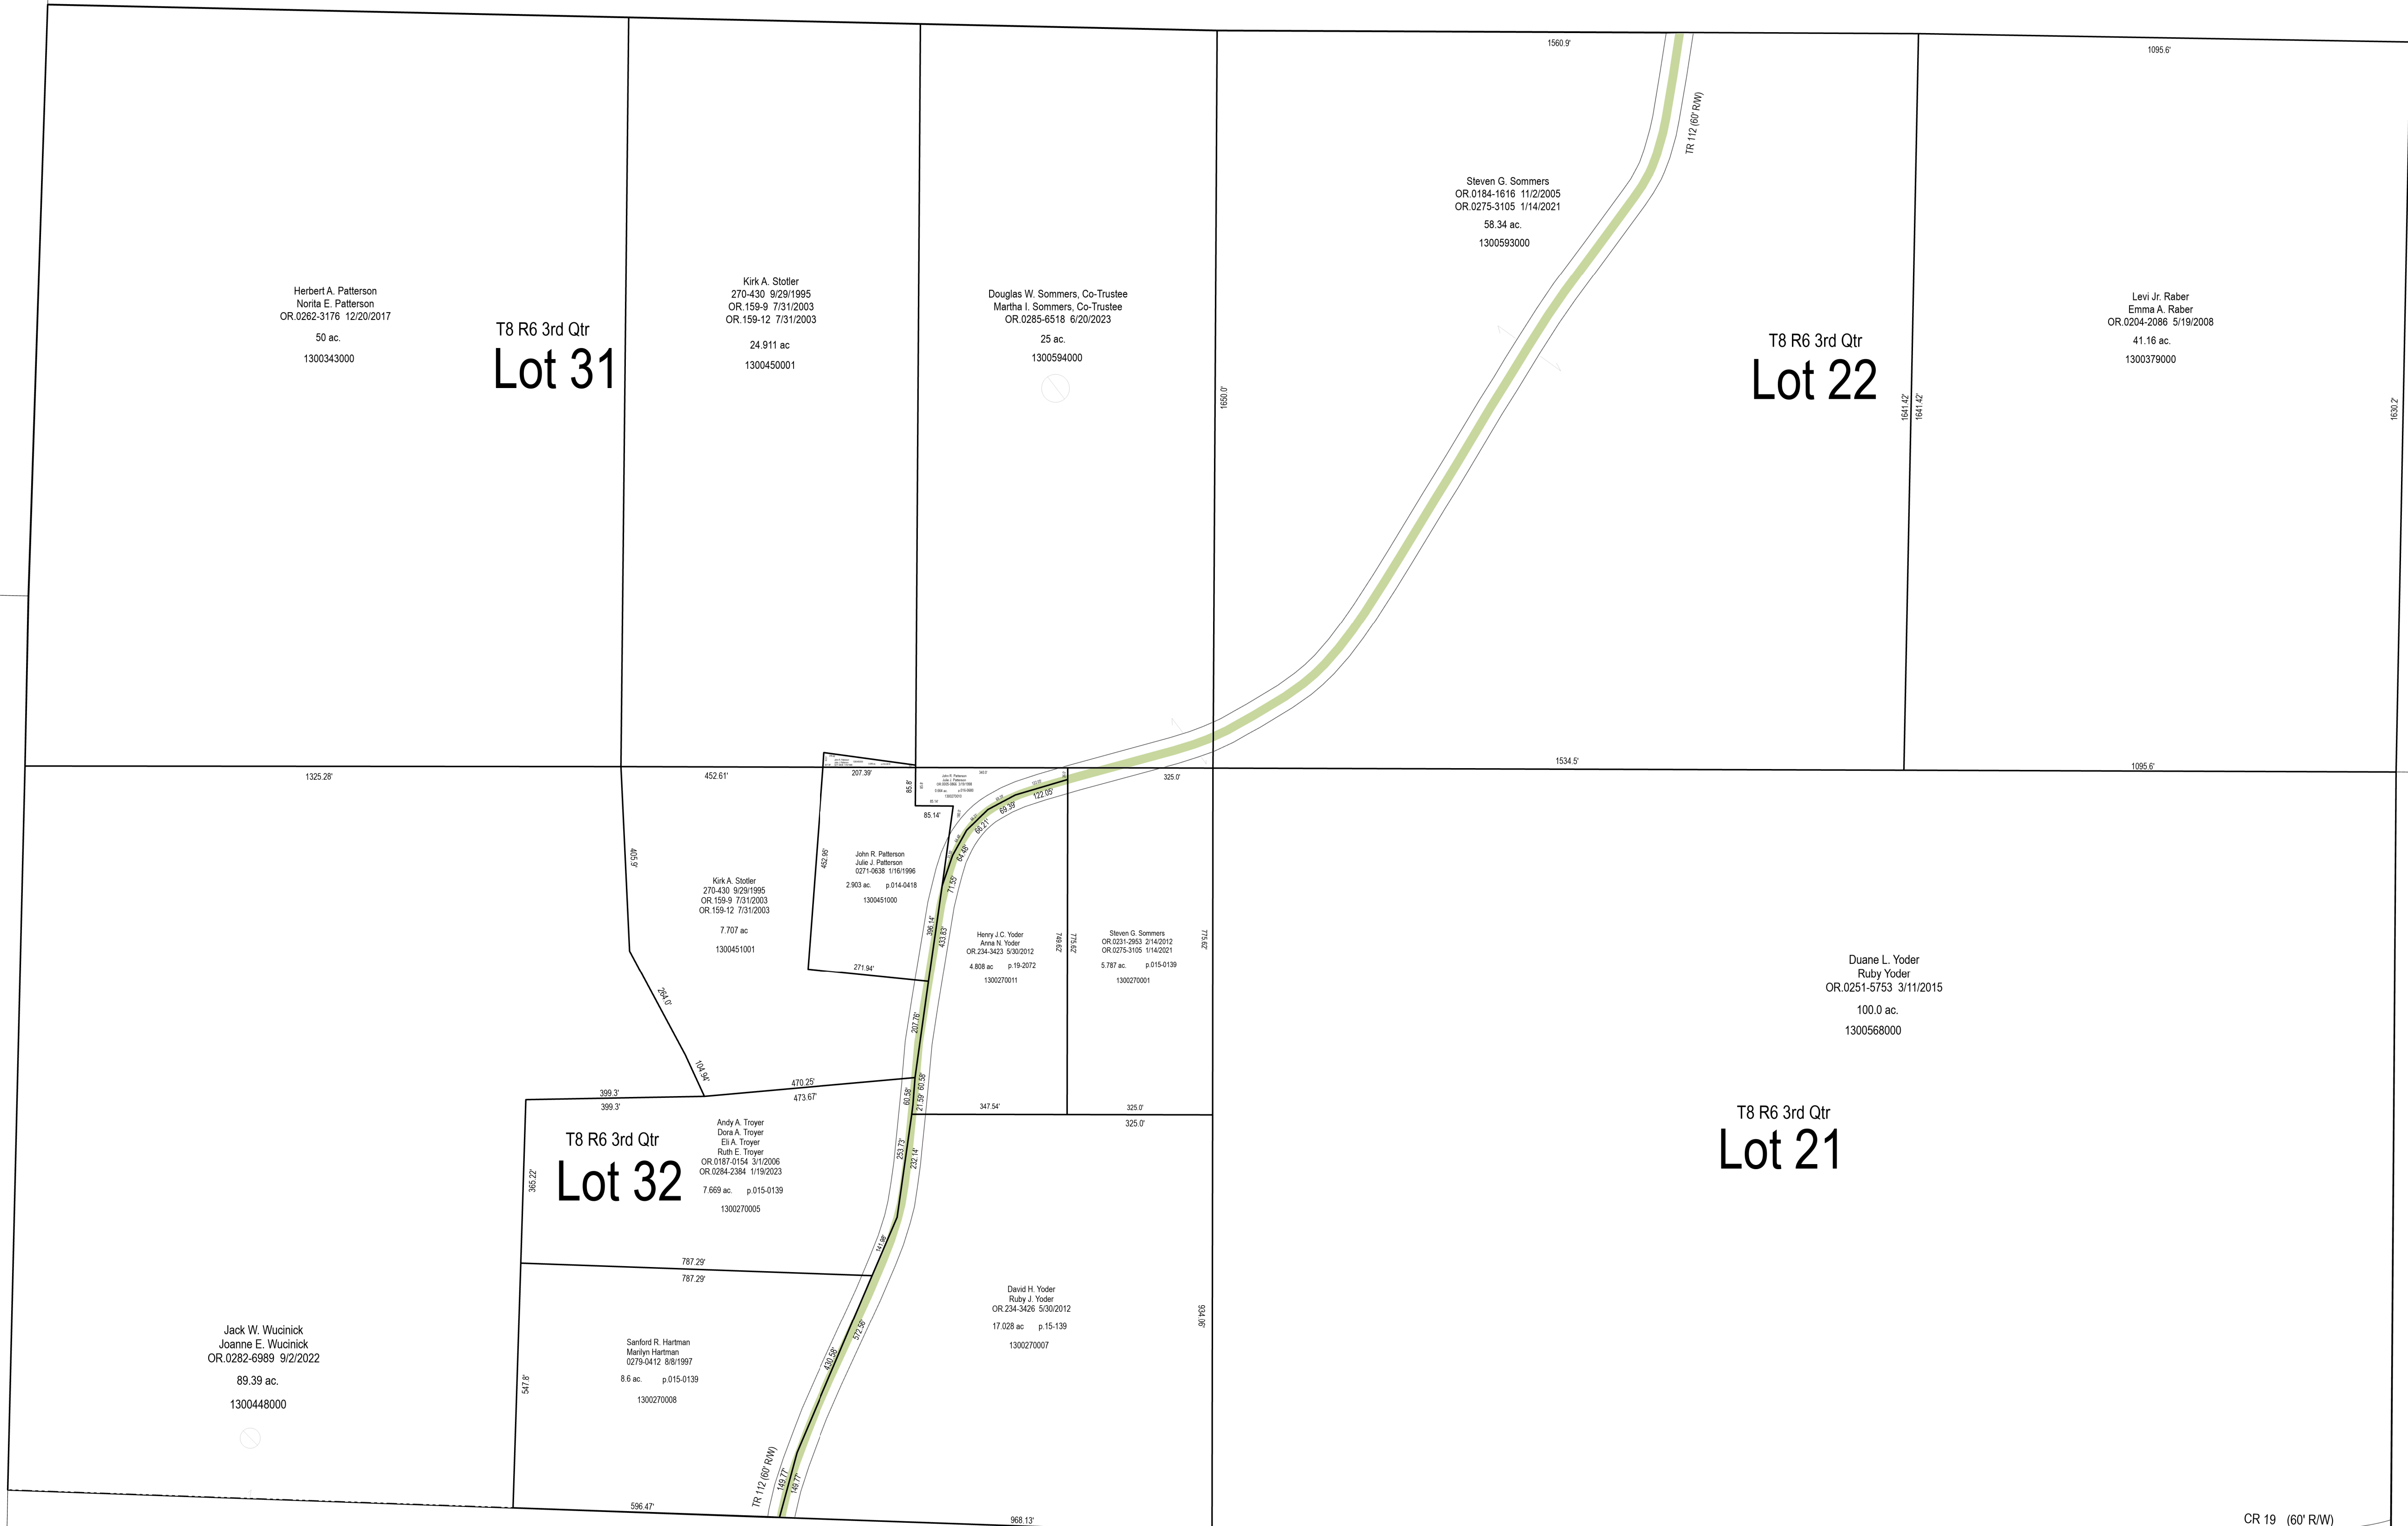 1560.9'
1095.6'
TR 112 (60' R/W)
Steven G. Sommers
OR.0184-1616 11/2/2005
OR.0275-3105 1/14/2021
58.34 ac.
1300593000
Herbert A. Patterson
Norita E. Patterson
OR.0262-3176 12/20/2017
50 ac.
1300343000
T8 R6 3rd Qtr
Lot 31
Kirk A. Stotler
270-430 9/29/1995
OR.159-9 7/31/2003
OR.159-12 7/31/2003
24.911 ac
1300450001
Douglas W. Sommers, Co-Trustee
Martha I. Sommers, Co-Trustee
OR.0285-6518 6/20/2023
25 ac.
1300594000
1650.0'
T8 R6 3rd Qtr
Lot 22
1641.42'
1641.42'
Levi Jr. Raber
Emma A. Raber
OR.0204-2086 5/19/2008
41.16 ac.
1300379000
1630.2'
1325.28'
452.61'
207.39'
325.0'
1534.5'
1095.6'
85.8'
85.14'
John R. Patterson
Julie J. Patterson
1300270010
122.05'
69.39'
66.21'
64.48'
71.55'
405.9'
452.95'
John R. Patterson
Julie J. Patterson
0271-0638 1/16/1996
2.903 ac. p.014-0418
1300451000
Kirk A. Stotler
270-430 9/29/1995
OR.159-9 7/31/2003
OR.159-12 7/31/2003
7.707 ac
1300451001
396.14'
433.83'
Henry J.C. Yoder
Anna N. Yoder
OR.234-3423 5/30/2012
4.808 ac p.19-2072
1300270011
749.62'
775.62'
Steven G. Sommers
OR.0231-2953 2/14/2012
OR.0275-3105 1/14/2021
5.787 ac. p.015-0139
1300270001
775.62'
271.94'
264.0'
207.76'
Duane L. Yoder
Ruby Yoder
OR.0251-5753 3/11/2015
100.0 ac.
1300568000
104.94'
470.25'
473.67'
399.3'
399.3'
60.58'
60.58'
21.59'
347.54'
325.0'
325.0'
T8 R6 3rd Qtr
Lot 21
T8 R6 3rd Qtr
Lot 32
Andy A. Troyer
Dora A. Troyer
Eli A. Troyer
Ruth E. Troyer
OR.0187-0154 3/1/2006
OR.0284-2384 1/19/2023
7.669 ac. p.015-0139
1300270005
365.22'
253.73'
232.14'
141.98'
787.29'
787.29'
David H. Yoder
Ruby J. Yoder
OR.234-3426 5/30/2012
17.028 ac p.15-139
1300270007
934.06'
572.56'
430.58'
Jack W. Wucinick
Joanne E. Wucinick
OR.0282-6989 9/2/2022
89.39 ac.
1300448000
547.8'
Sanford R. Hartman
Marilyn Hartman
0279-0412 8/8/1997
8.6 ac. p.015-0139
1300270008
TR 112 (60' R/W)
149.77'
149.77'
596.47'
968.13'
CR 19 (60' R/W)